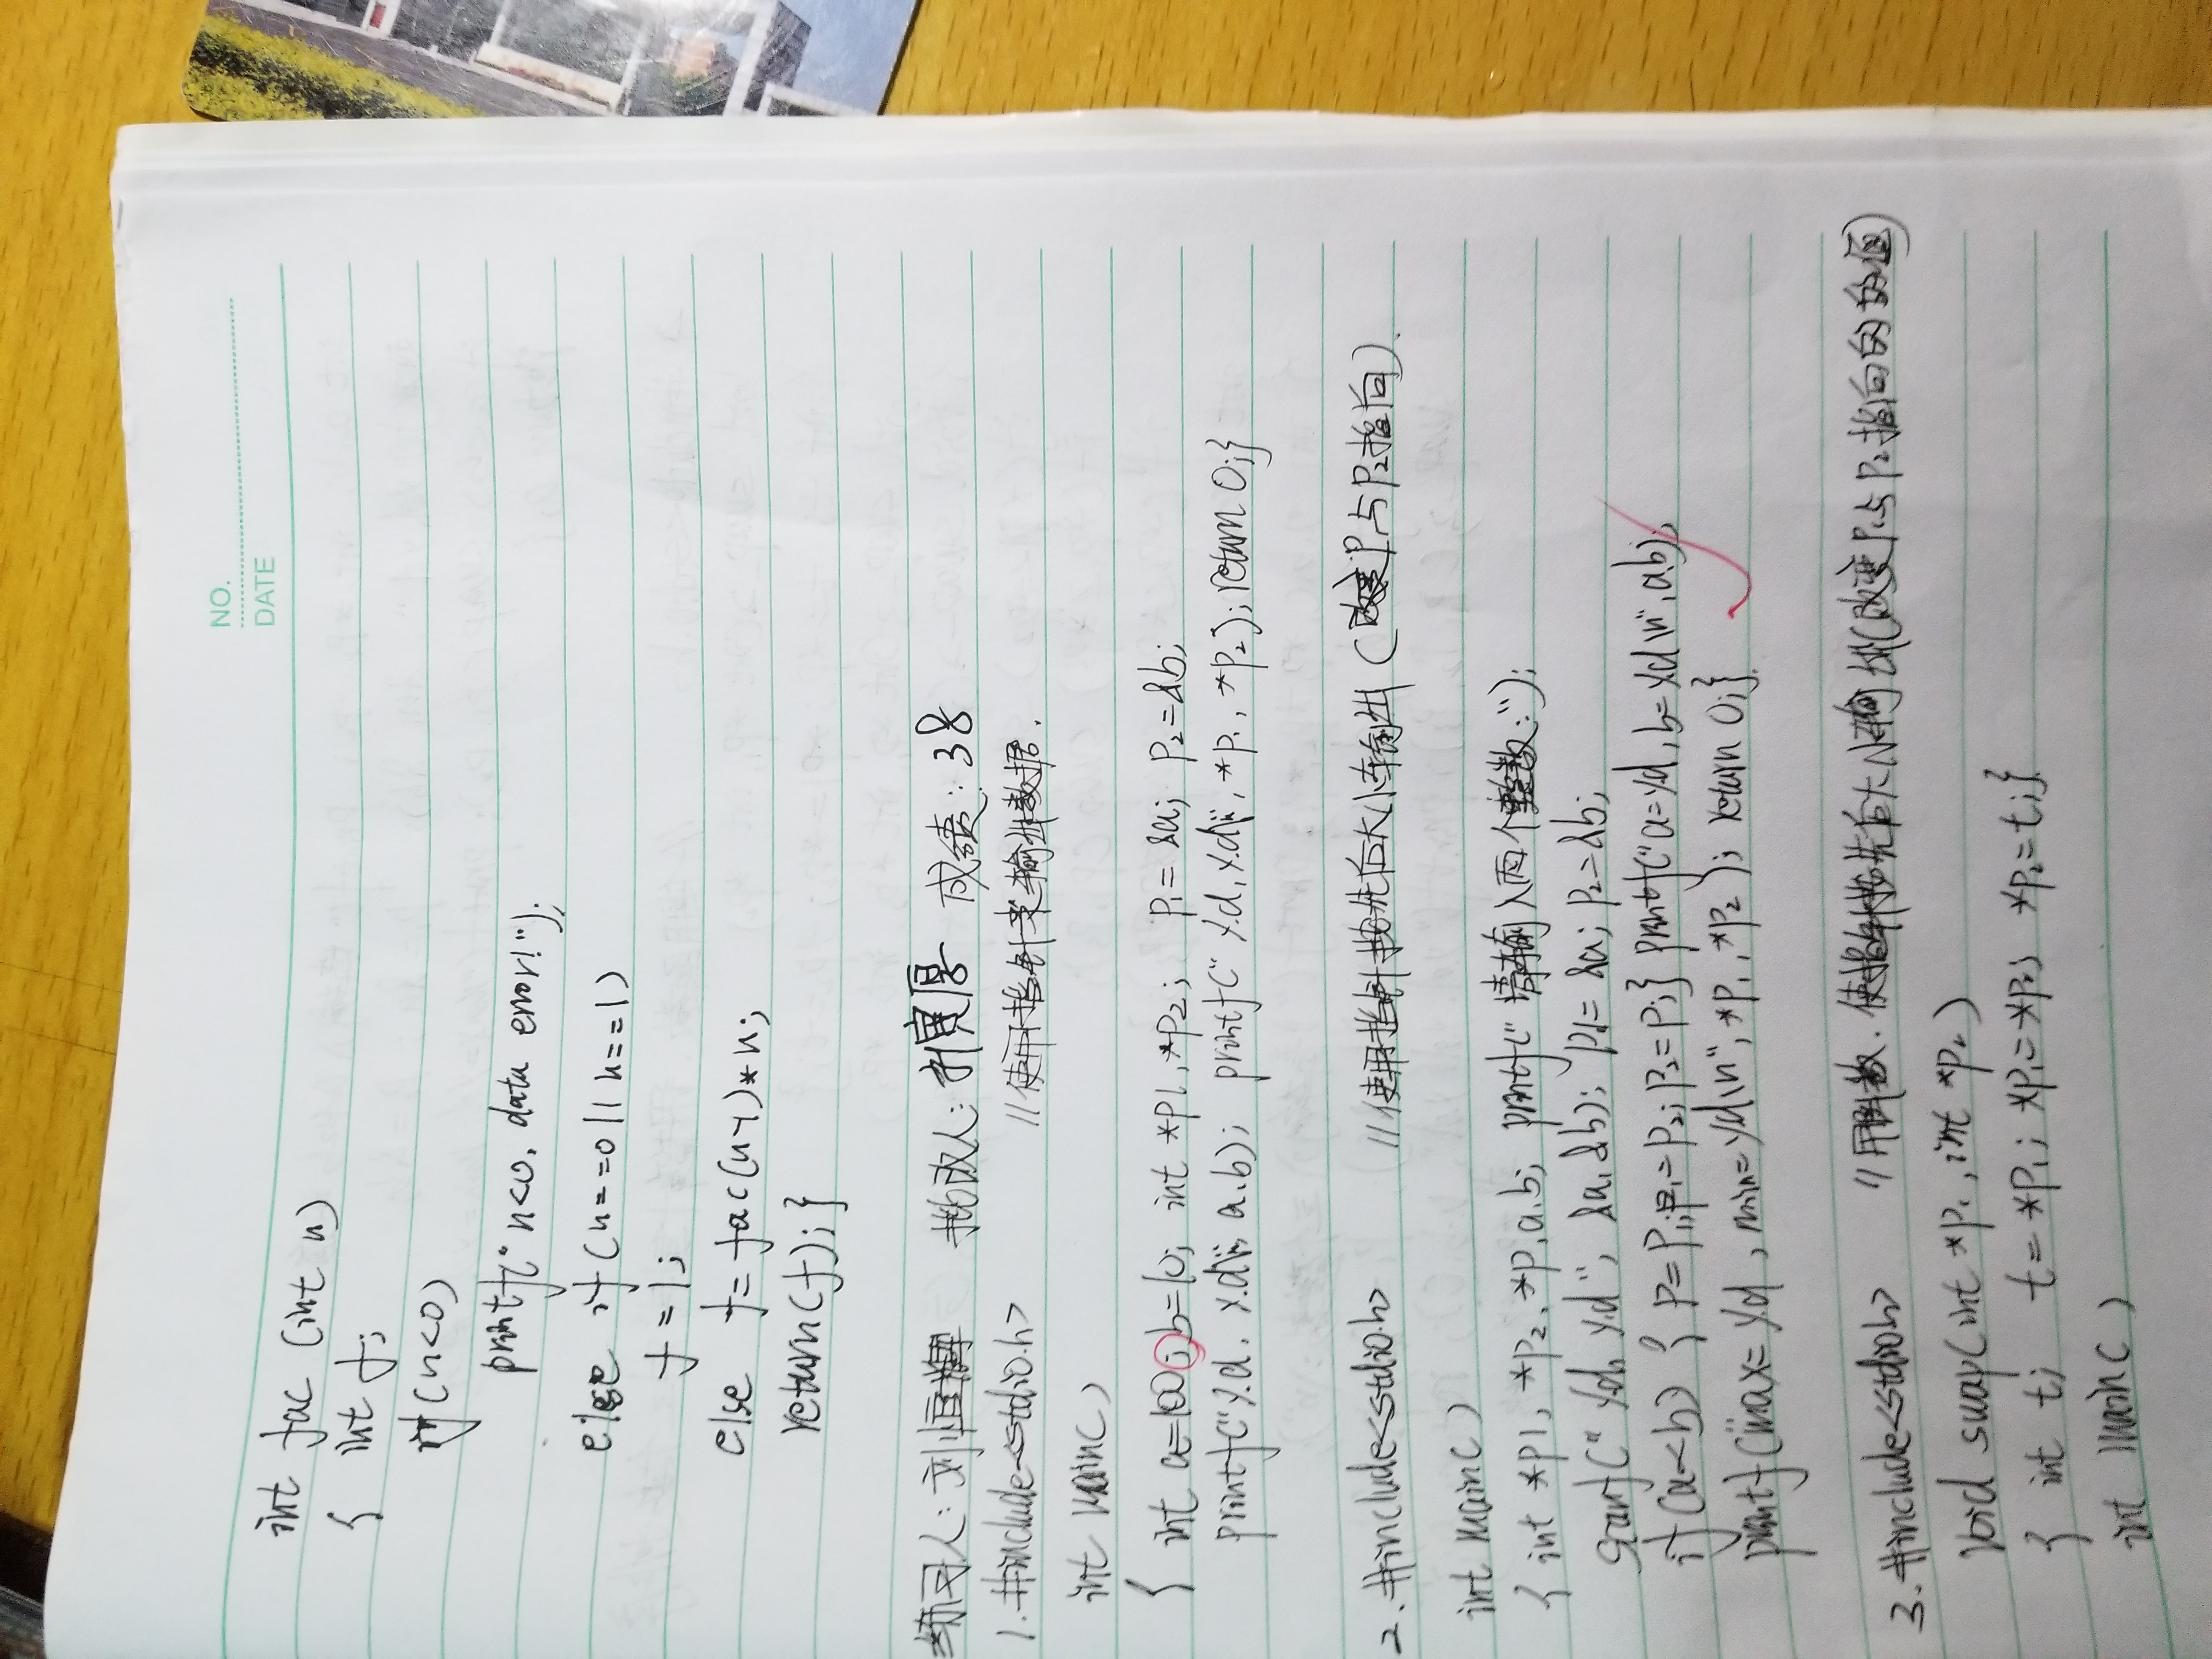 NO.
DATE
int fac (int n)
{ int f;
if (n<0)
printf("n<0, data error!");
else if (n==0||n==1)
f=1;
else f=fac(n-1)*n;
return(f);}
练习人: 刘恒 批改人: 宽厚 成绩: 38
1. #include<stdio.h> //使用指针来输出数据.
int main()
{ int a=100; b=10; int *p1,*p2; p1=&a; p2=&b;
printf("%d, %d\n", a,b); printf("%d,%d\n", *p1, *p2); return 0;}
2. #include<stdio.h> //使用指针按先后大小来输出 (改变P1与P2指向).
int main()
{ int *p1, *p2, *p,a,b; printf("请输入两个整数:");
scanf("%d, %d"; &a, &b); p1=&a; p2=&b;
if(a<b) { p=p1;p1=p2; p2=p;} printf("a=%d, b=%d\n",a,b);
printf("max=%d, min=%d\n", *p1, *p2); return 0;}
3. #include<stdio.h> //用函数. 使指针按先后大小输出(改变P1与P2指向的的值)
void swap(int *p1, int *p2)
{ int t; t=*p1; *p1=*p2; *p2=t;}
int main()